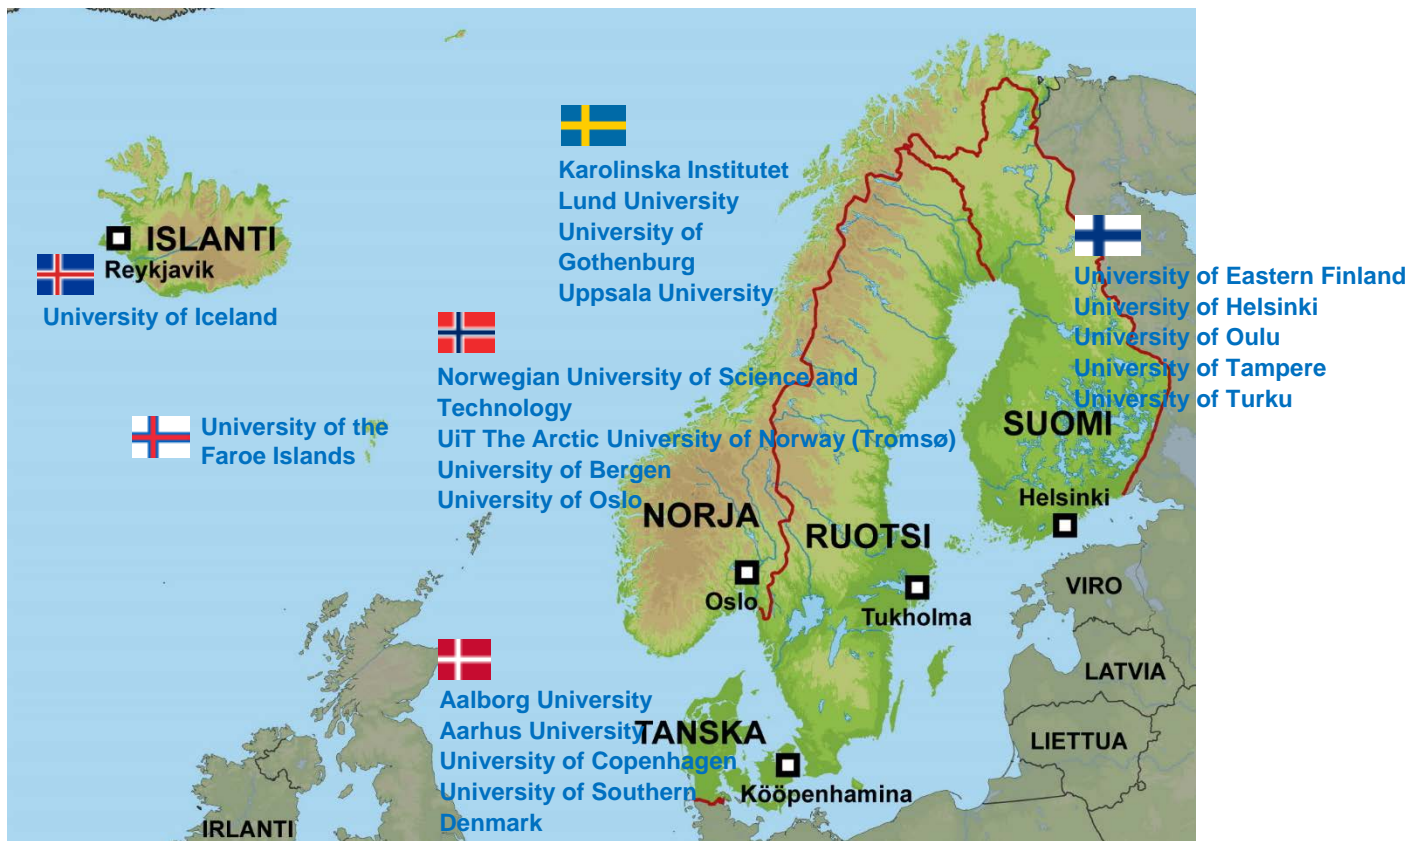 Karolinska Institutet
Lund University
University of
Gothenburg
Uppsala University
ISLANTI
Reykjavik
University of Iceland
University of Eastern Finland
University of Helsinki
University of Oulu
University of Tampere
University of Turku
Norwegian University of Science and
Technology
UiT The Arctic University of Norway (Tromsø)
University of Bergen
University of Oslo
University of the
Faroe Islands
SUOMI
Helsinki
NORJA
RUOTSI
Oslo
Tukholma
VIRO
LATVIA
LIETTUA
Aalborg University
Aarhus University
University of Copenhagen
University of Southern
Denmark
TANSKA
Kööpenhamina
IRLANTI